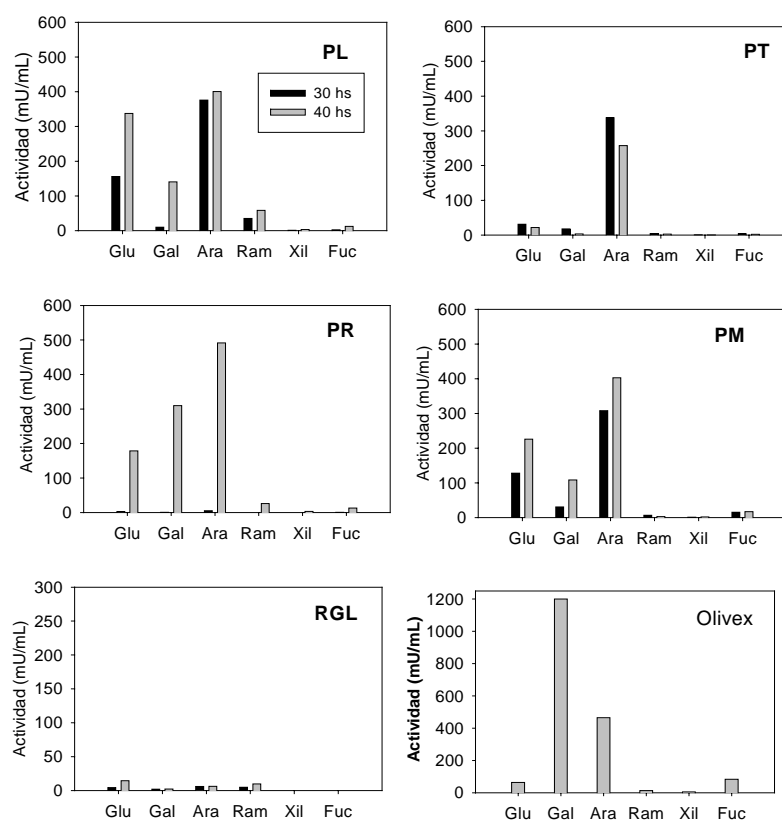 PL
30 hs
40 hs
Actividad (mU/mL)
600
500
400
300
200
100
0
Glu Gal Ara Ram Xil Fuc
PT
Actividad (mU/mL)
600
500
400
300
200
100
0
Glu Gal Ara Ram Xil Fuc
PR
Actividad (mU/mL)
600
500
400
300
200
100
0
Glu Gal Ara Ram Xil Fuc
PM
Actividad (mU/mL)
600
500
400
300
200
100
0
Glu Gal Ara Ram Xil Fuc
RGL
Actividad (mU/mL)
300
250
200
150
100
50
0
Glu Gal Ara Ram Xil Fuc
Olivex
Actividad (mU/mL)
1200
1000
800
600
400
200
0
Glu Gal Ara Ram Xil Fuc